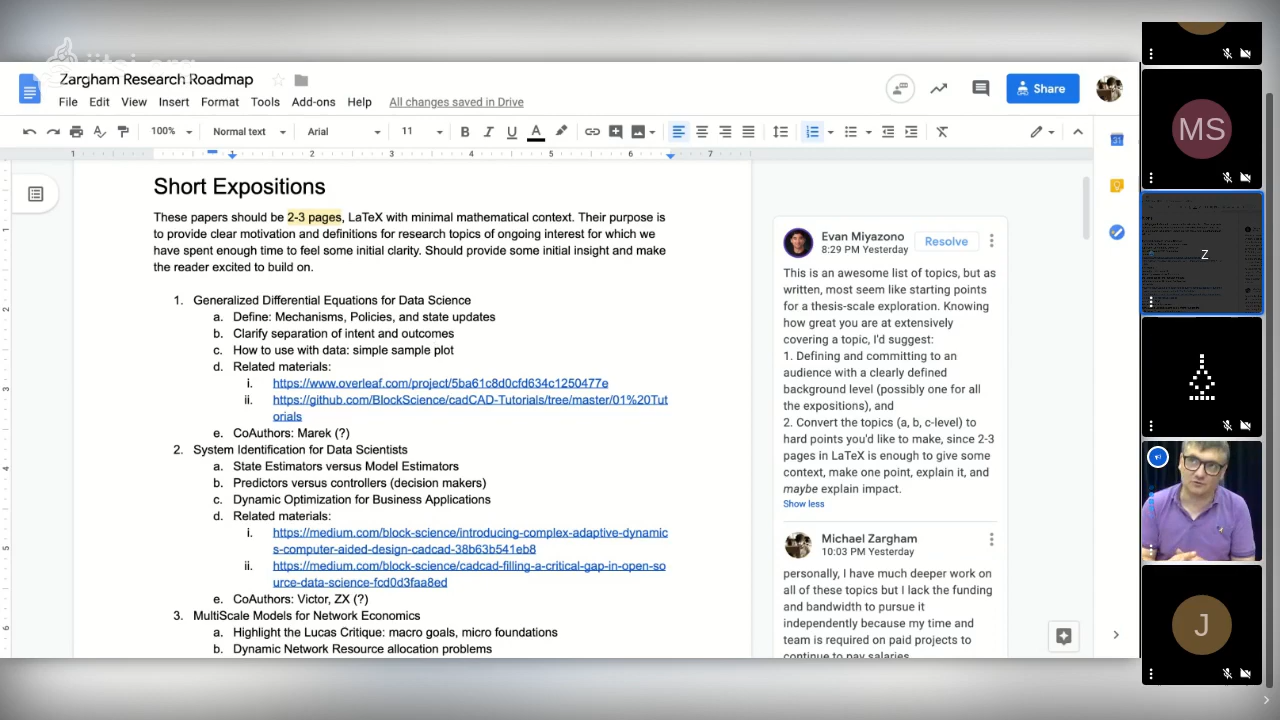 jitsi.org
Zargham Research Roadmap
File Edit View Insert Format Tools Add-ons Help All changes saved in Drive
Share
100% Normal text Arial 11 B I U A
1 1 2 3 4 5 6 7
Short Expositions
These papers should be 2-3 pages, LaTeX with minimal mathematical context. Their purpose is
to provide clear motivation and definitions for research topics of ongoing interest for which we
have spent enough time to feel some initial clarity. Should provide some initial insight and make
the reader excited to build on.
1. Generalized Differential Equations for Data Science
a. Define: Mechanisms, Policies, and state updates
b. Clarify separation of intent and outcomes
c. How to use with data: simple sample plot
d. Related materials:
i. https://www.overleaf.com/project/5ba61c8d0cfd634c1250477e
ii. https://github.com/BlockScience/cadCAD-Tutorials/tree/master/01%20Tut
orials
e. CoAuthors: Marek (?)
2. System Identification for Data Scientists
a. State Estimators versus Model Estimators
b. Predictors versus controllers (decision makers)
c. Dynamic Optimization for Business Applications
d. Related materials:
i. https://medium.com/block-science/introducing-complex-adaptive-dynamic
s-computer-aided-design-cadcad-38b63b541eb8
ii. https://medium.com/block-science/cadcad-filling-a-critical-gap-in-open-so
urce-data-science-fcd0d3faa8ed
e. CoAuthors: Victor, ZX (?)
3. MultiScale Models for Network Economics
a. Highlight the Lucas Critique: macro goals, micro foundations
b. Dynamic Network Resource allocation problems
Evan Miyazono
8:29 PM Yesterday
Resolve
This is an awesome list of topics, but as
written, most seem like starting points
for a thesis-scale exploration. Knowing
how great you are at extensively
covering a topic, I'd suggest:
1. Defining and committing to an
audience with a clearly defined
background level (possibly one for all
the expositions), and
2. Convert the topics (a, b, c-level) to
hard points you'd like to make, since 2-3
pages in LaTeX is enough to give some
context, make one point, explain it, and
maybe explain impact.
Show less
Michael Zargham
10:03 PM Yesterday
personally, I have much deeper work on
all of these topics but I lack the funding
and bandwidth to pursue it
independently because my time and
team is required on paid projects to
continue to pay salaries.
31
MS
Z
J